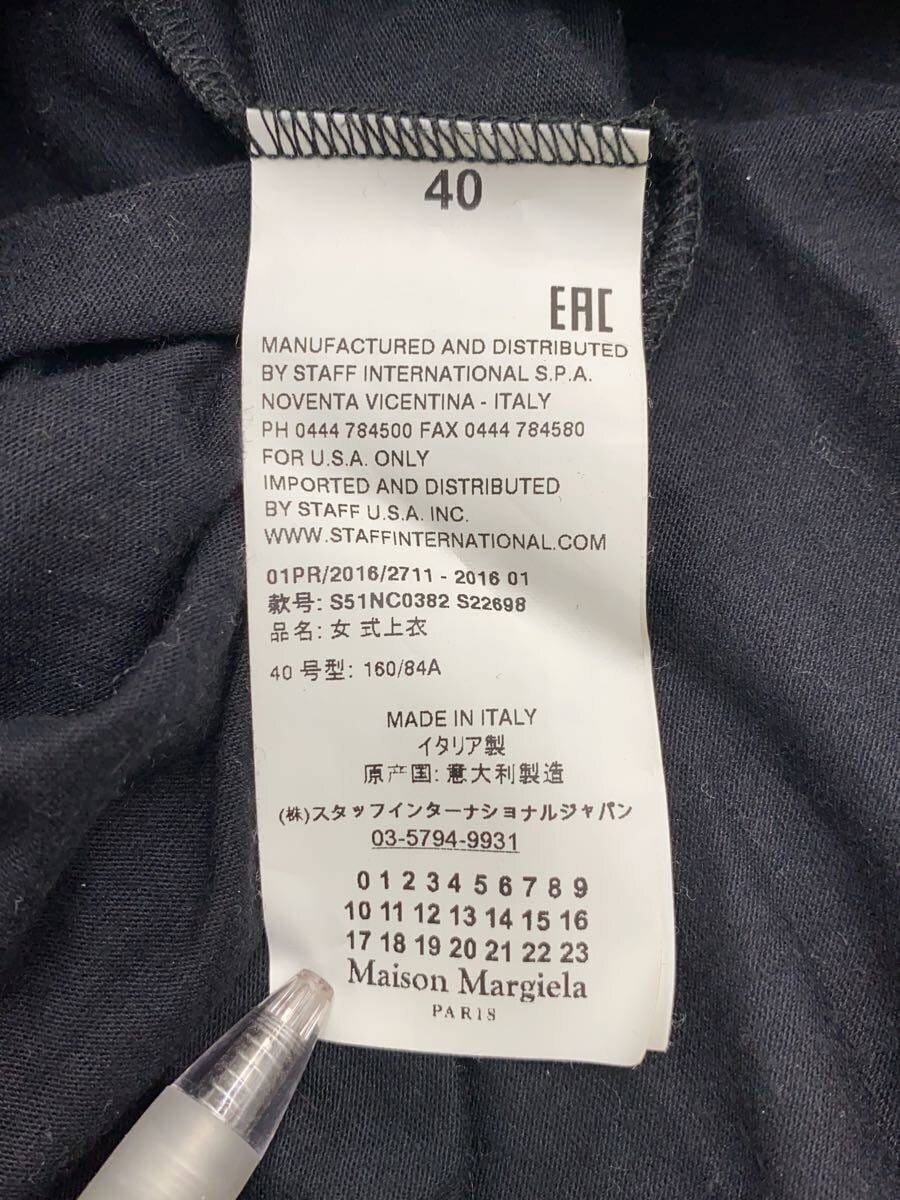 40
EAC
MANUFACTURED AND DISTRIBUTED
BY STAFF INTERNATIONAL S.P.A.
NOVENTA VICENTINA - ITALY
PH 0444 784500 FAX 0444 784580
FOR U.S.A. ONLY
IMPORTED AND DISTRIBUTED
BY STAFF U.S.A. INC.
WWW.STAFFINTERNATIONAL.COM
01PR/2016/2711 - 2016 01
款号: S51NC0382 S22698
品名: 女 式上衣
40 号型: 160/84A
MADE IN ITALY
イタリア製
原产国: 意大利製造
(株)スタッフインターナショナルジャパン
03-5794-9931
0 1 2 3 4 5 6 7 8 9
10 11 12 13 14 15 16
17 18 19 20 21 22 23
Maison Margiela
PARIS